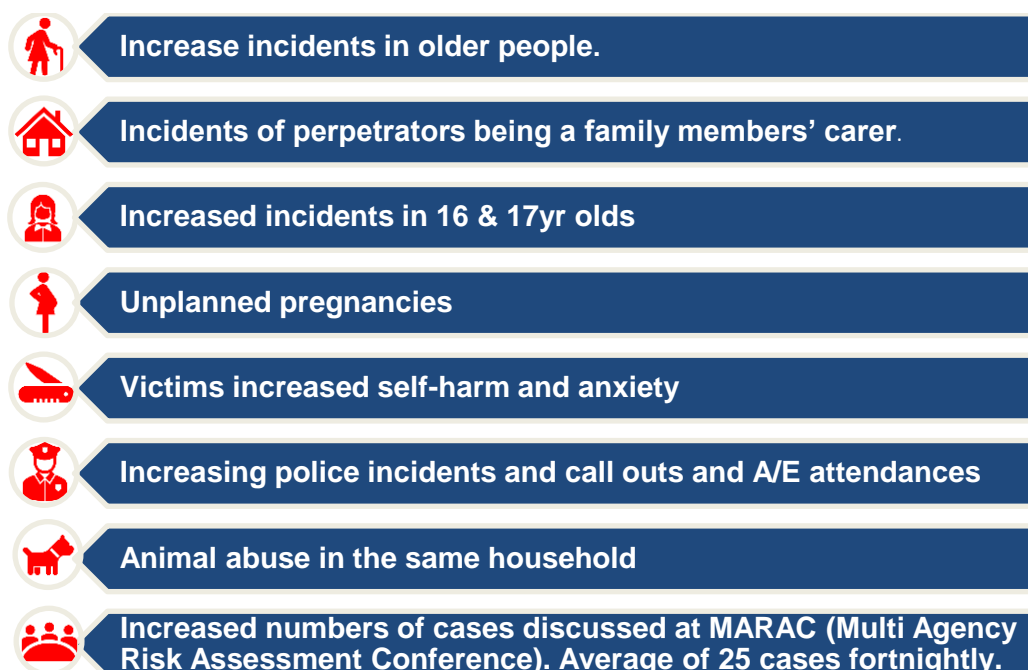 Increase incidents in older people.
Incidents of perpetrators being a family members’ carer.
Increased incidents in 16 & 17yr olds
Unplanned pregnancies
Victims increased self-harm and anxiety
Increasing police incidents and call outs and A/E attendances
Animal abuse in the same household
Increased numbers of cases discussed at MARAC (Multi Agency
Risk Assessment Conference). Average of 25 cases fortnightly.